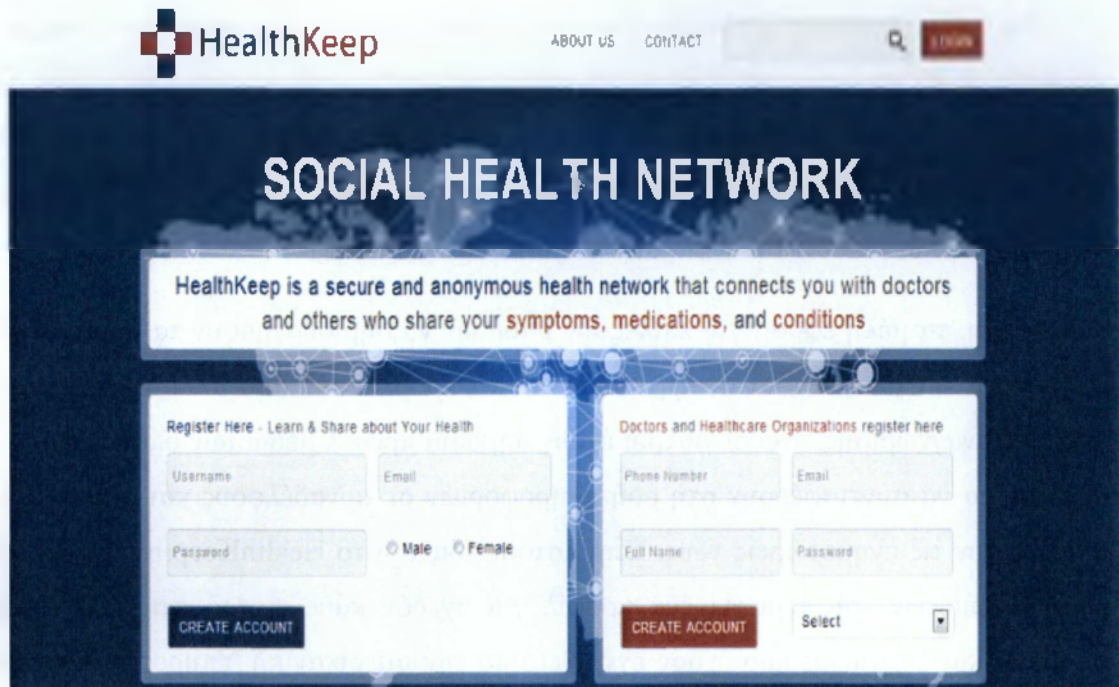 HealthKeep
ABOUT US CONTACT
LOGIN
SOCIAL HEALTH NETWORK
HealthKeep is a secure and anonymous health network that connects you with doctors
and others who share your symptoms, medications, and conditions
Register Here - Learn & Share about Your Health
Username Email
Password Male Female
CREATE ACCOUNT
Doctors and Healthcare Organizations register here
Phone Number Email
Full Name Password
CREATE ACCOUNT Select